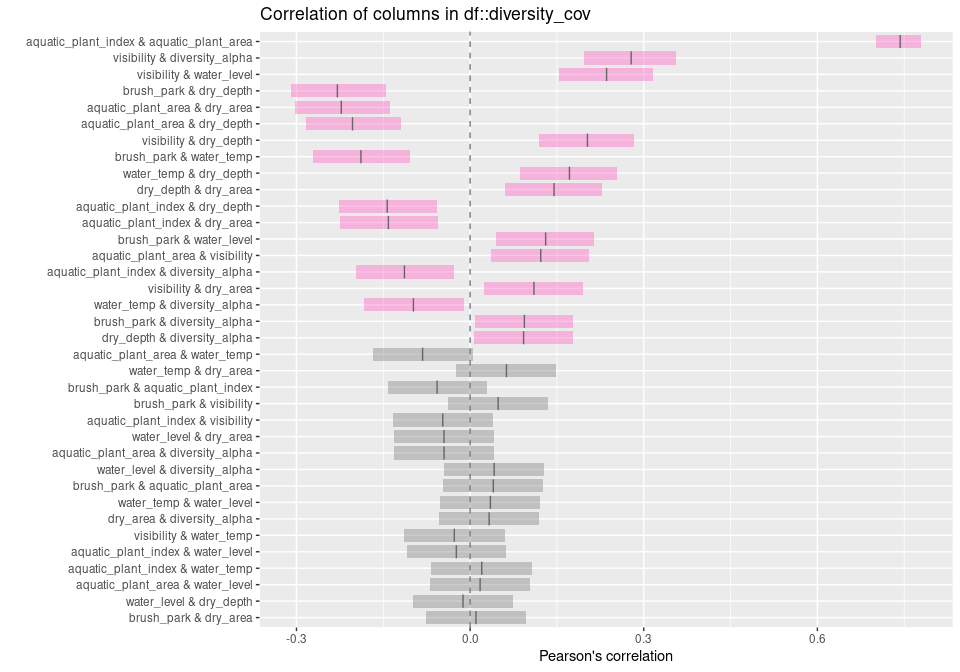 Correlation of columns in df::diversity_cov
aquatic_plant_index & aquatic_plant_area
visibility & diversity_alpha
visibility & water_level
brush_park & dry_depth
aquatic_plant_area & dry_area
aquatic_plant_area & dry_depth
visibility & dry_depth
brush_park & water_temp
water_temp & dry_depth
dry_depth & dry_area
aquatic_plant_index & dry_depth
aquatic_plant_index & dry_area
brush_park & water_level
aquatic_plant_area & visibility
aquatic_plant_index & diversity_alpha
visibility & dry_area
water_temp & diversity_alpha
brush_park & diversity_alpha
dry_depth & diversity_alpha
aquatic_plant_area & water_temp
water_temp & dry_area
brush_park & aquatic_plant_index
brush_park & visibility
aquatic_plant_index & visibility
water_level & dry_area
aquatic_plant_area & diversity_alpha
water_level & diversity_alpha
brush_park & aquatic_plant_area
water_temp & water_level
dry_area & diversity_alpha
visibility & water_temp
aquatic_plant_index & water_level
aquatic_plant_index & water_temp
aquatic_plant_area & water_level
water_level & dry_depth
brush_park & dry_area
-0.3 0.0 0.3 0.6
Pearson's correlation